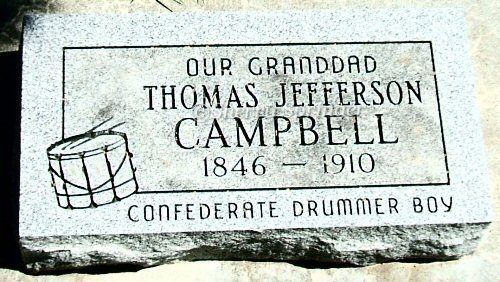 OUR GRANDDAD
THOMAS JEFFERSON
CAMPBELL
1846 – 1910
CONFEDERATE DRUMMER BOY